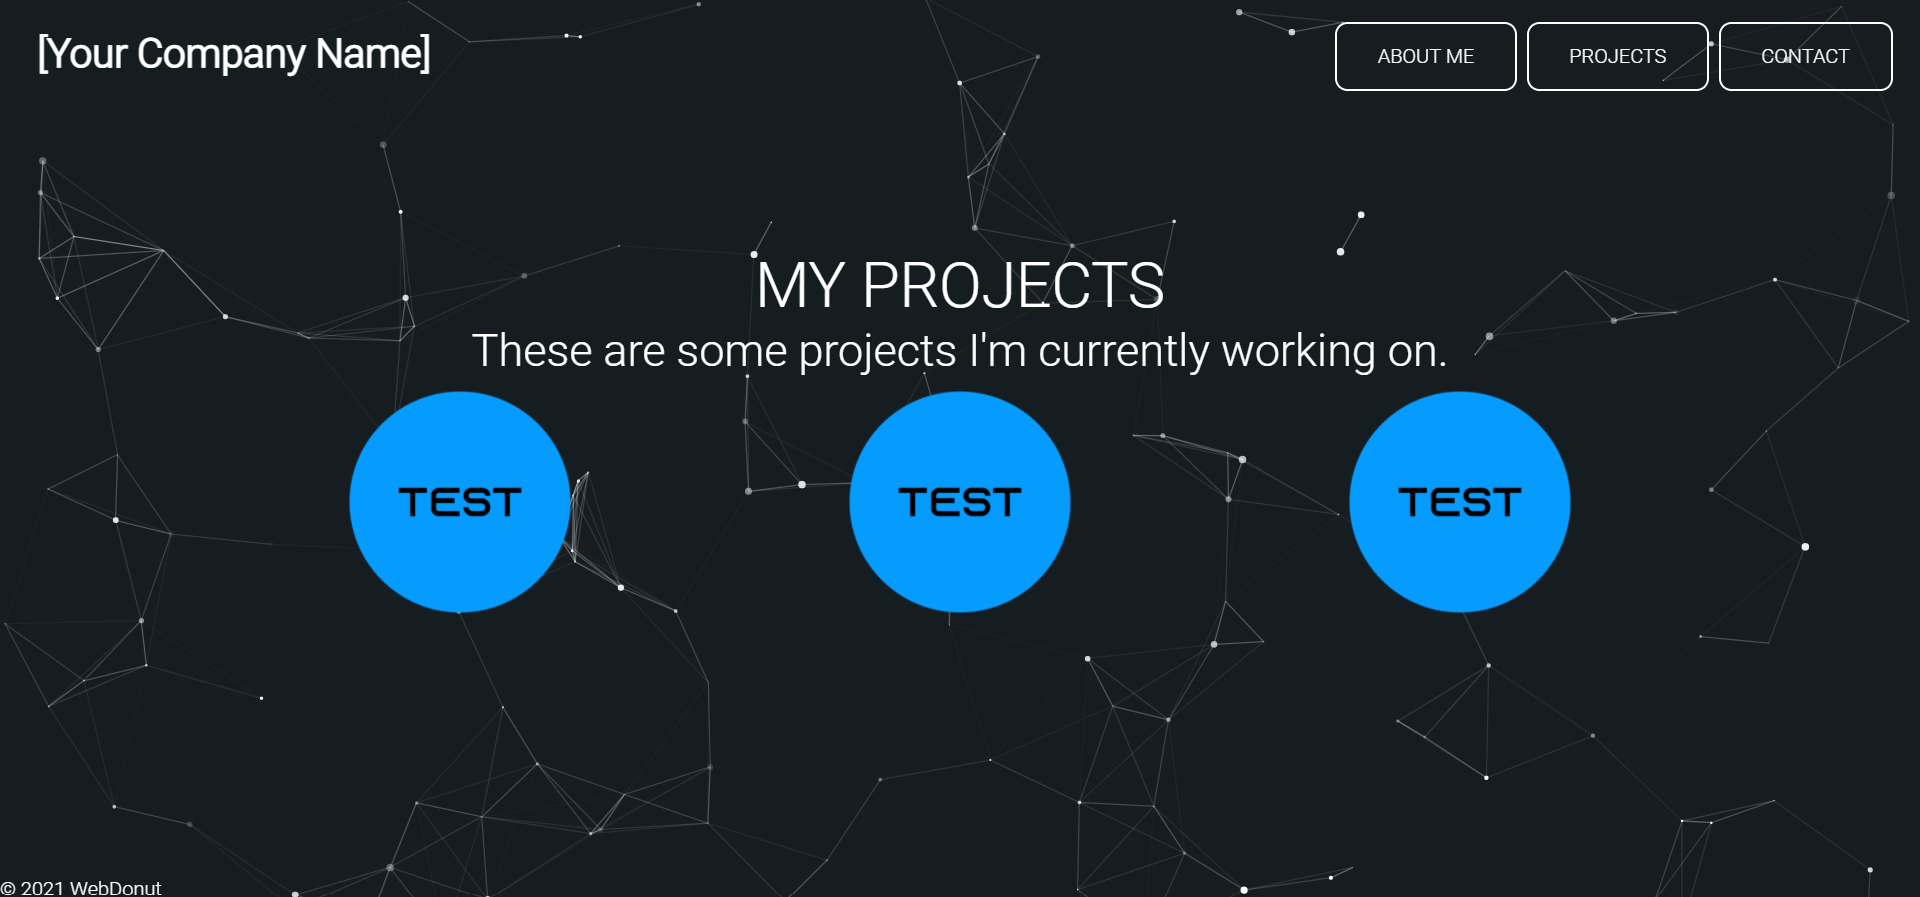 [Your Company Name]
ABOUT ME
PROJECTS
CONTACT
MY PROJECTS
These are some projects I'm currently working on.
TEST
TEST
TEST
© 2021 WebDonut